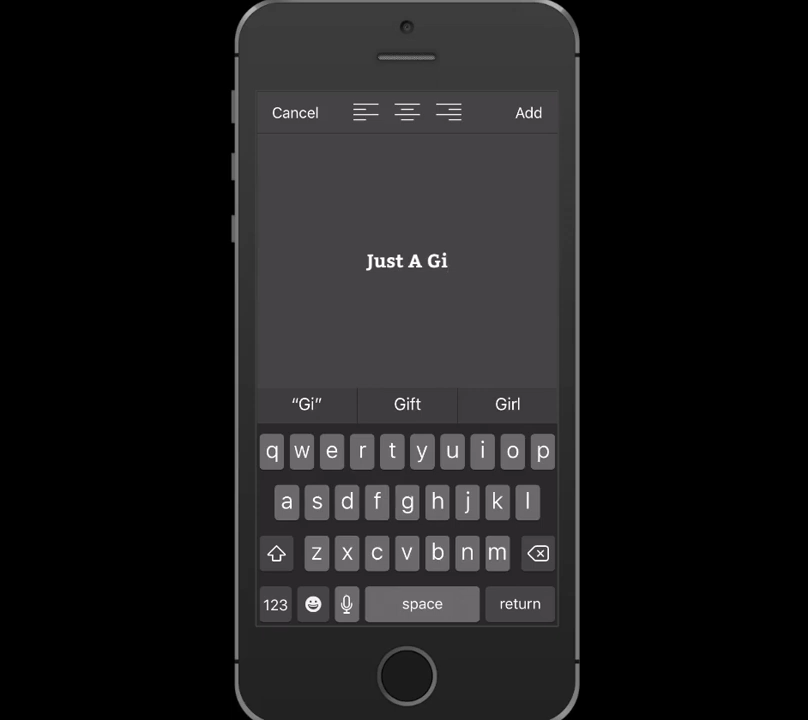 Cancel Add
Just A Gi
“Gi” Gift Girl
q w e r t y u i o p
a s d f g h j k l
z x c v b n m
123 space return